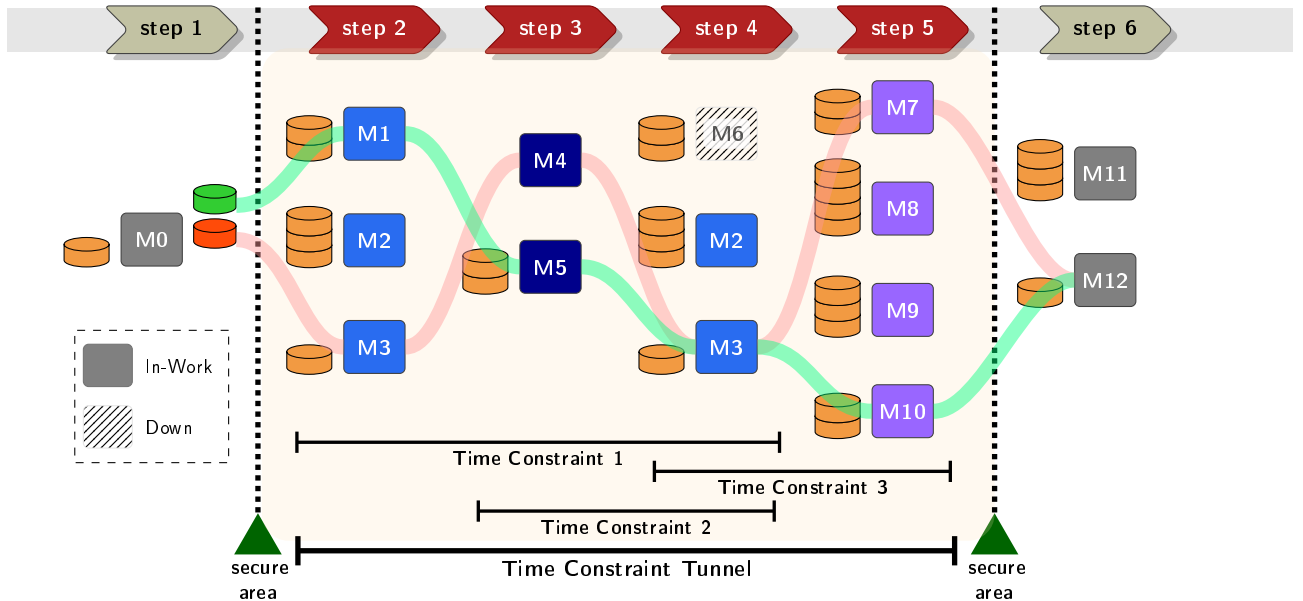 step 1
step 2
step 3
step 4
step 5
step 6
M0
M1
M2
M3
M4
M5
M6
M2
M3
M7
M8
M9
M10
M11
M12
In-Work
Down
Time Constraint 1
Time Constraint 3
Time Constraint 2
Time Constraint Tunnel
secure
area
secure
area